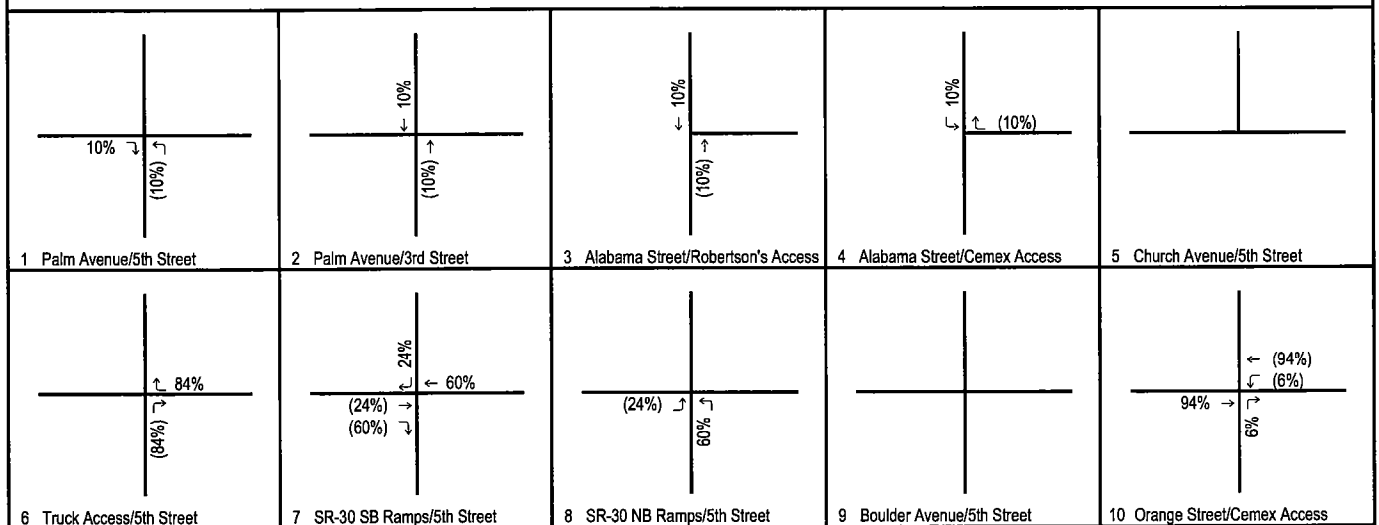 10%
(10%)
1 Palm Avenue/5th Street
10%
(10%)
2 Palm Avenue/3rd Street
10%
(10%)
3 Alabama Street/Robertson's Access
10%
(10%)
4 Alabama Street/Cemex Access
5 Church Avenue/5th Street
84%
(84%)
6 Truck Access/5th Street
24%
60%
(24%)
(60%)
7 SR-30 SB Ramps/5th Street
(24%)
60%
8 SR-30 NB Ramps/5th Street
9 Boulder Avenue/5th Street
(94%)
(6%)
94%
6%
10 Orange Street/Cemex Access